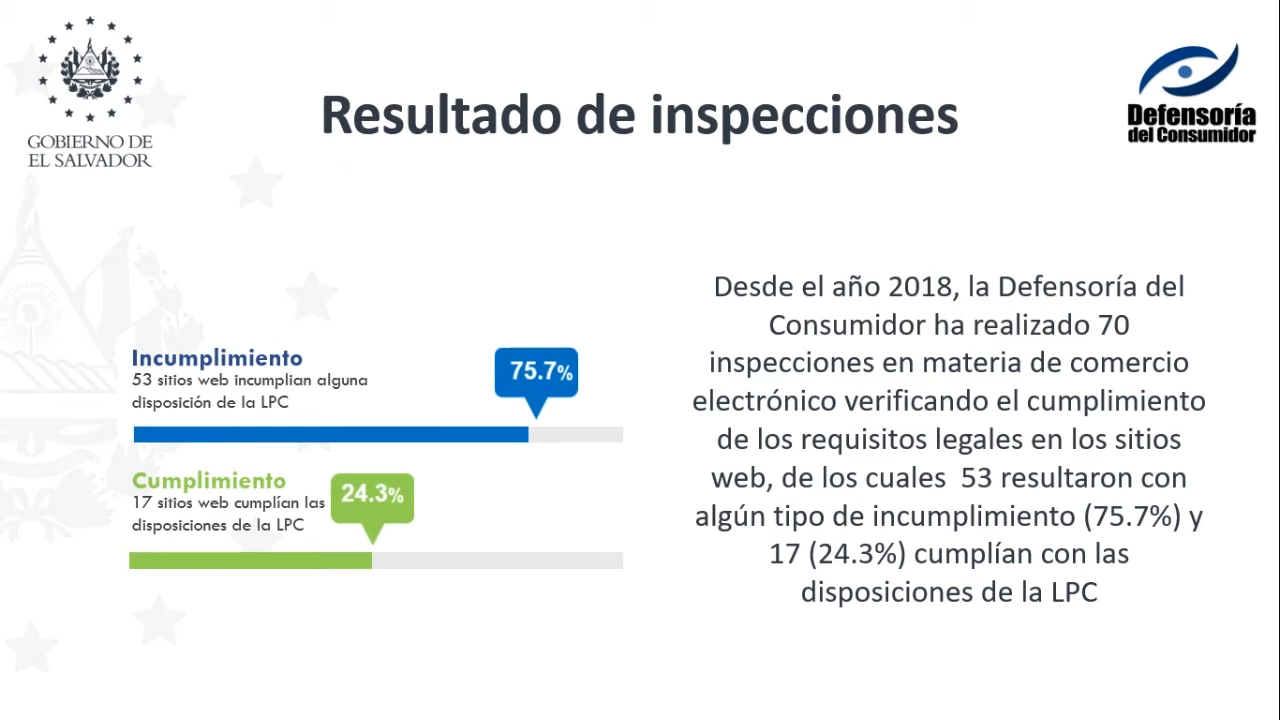 GOBIERNO DE
EL SALVADOR
Resultado de inspecciones
Defensoría
del Consumidor
Incumplimiento
53 sitios web incumplian alguna
disposición de la LPC
75.7%
Cumplimiento
17 sitios web cumplían las
disposiciones de la LPC
24.3%
Desde el año 2018, la Defensoría del
Consumidor ha realizado 70
inspecciones en materia de comercio
electrónico verificando el cumplimiento
de los requisitos legales en los sitios
web, de los cuales  53 resultaron con
algún tipo de incumplimiento (75.7%) y
17 (24.3%) cumplían con las
disposiciones de la LPC